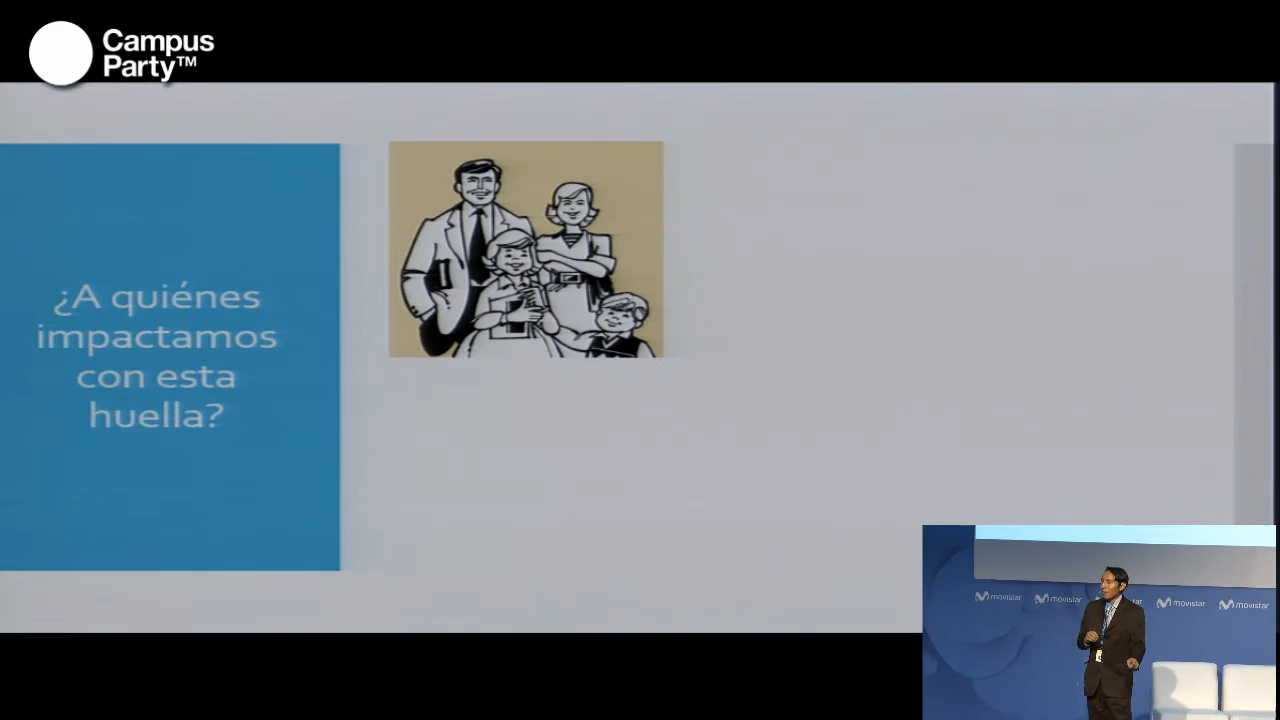 Campus
Party™
¿A quiénes
impactamos
con esta
huella?
movistar
movistar
movistar
movistar